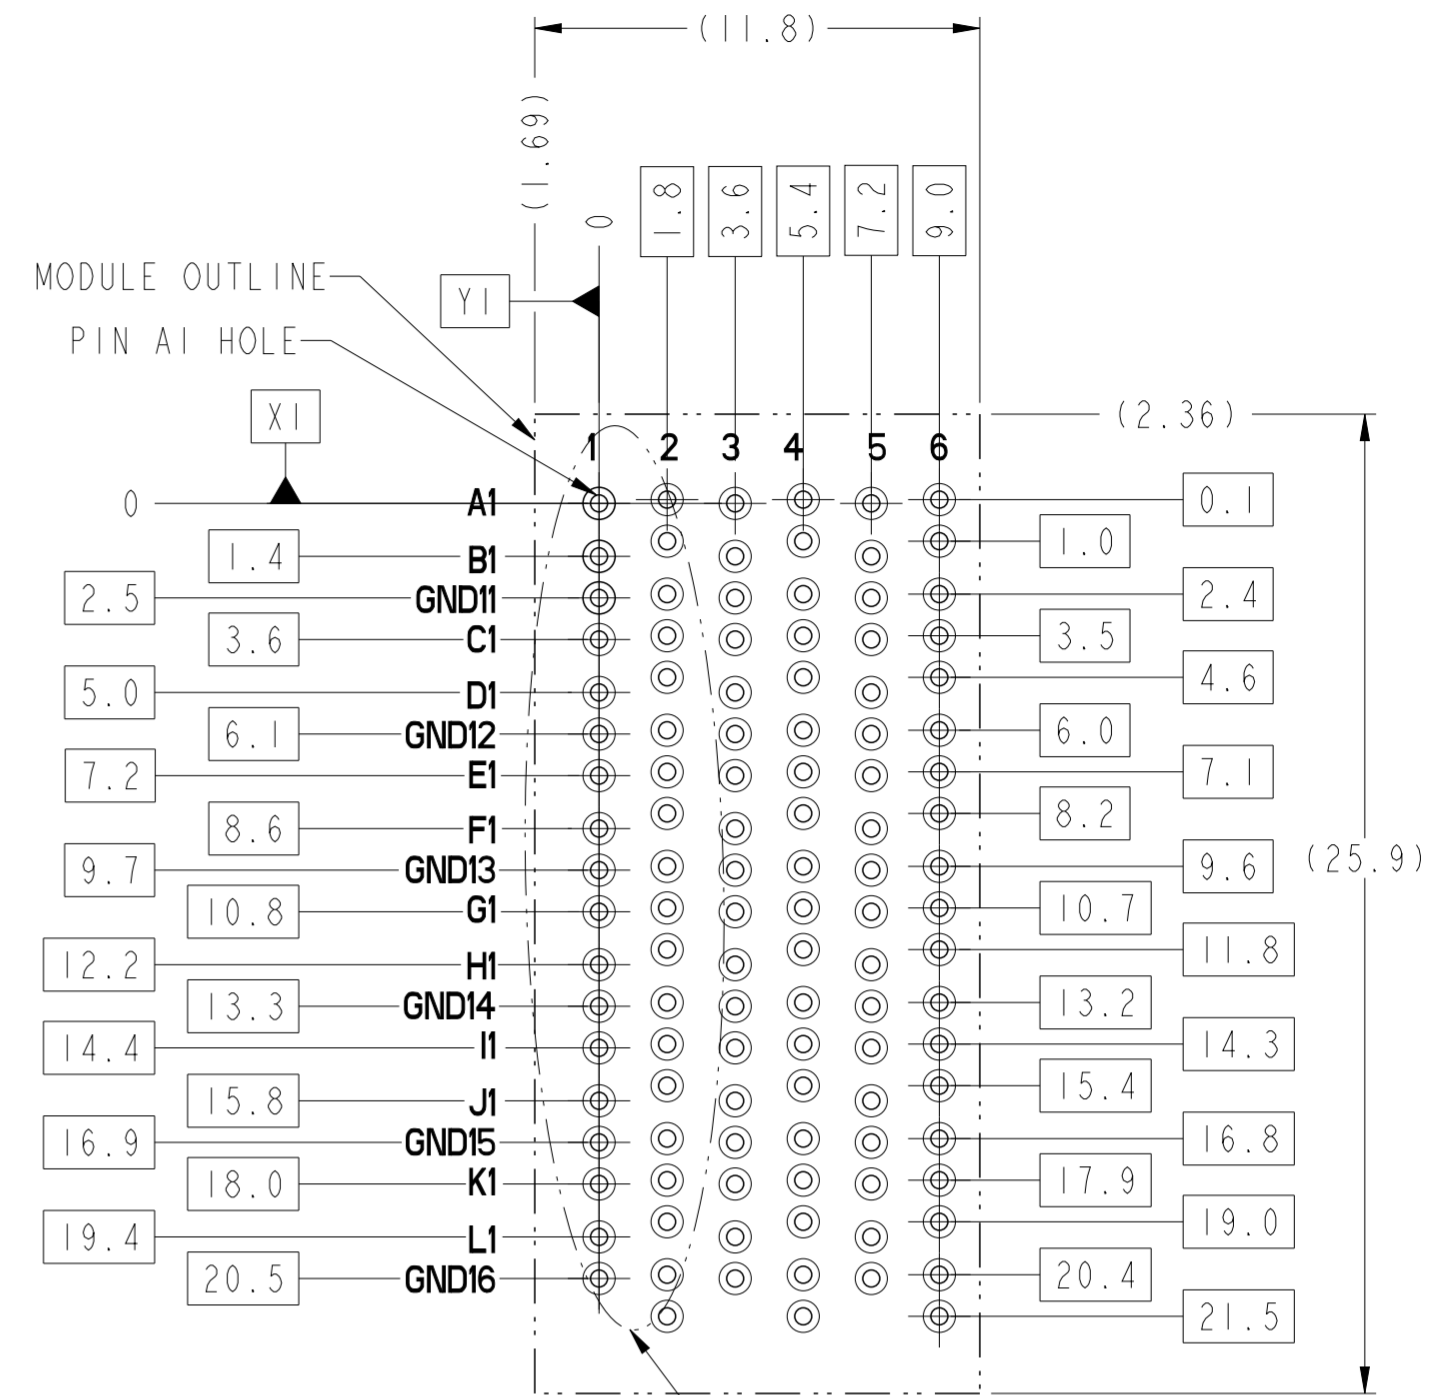 (11.8)
(1.69)
0
1.8
3.6
5.4
7.2
9.0
MODULE OUTLINE
Y1
PIN A1 HOLE
X1
(2.36)
1 2 3 4 5 6
0 A1 0.1
1.4 B1 1.0
2.5 GND11 2.4
3.6 C1 3.5
5.0 D1 4.6
6.1 GND12 6.0
7.2 E1 7.1
8.6 F1 8.2
9.7 GND13 9.6
(25.9)
10.8 G1 10.7
12.2 H1 11.8
13.3 GND14 13.2
14.4 I1 14.3
15.8 J1 15.4
16.9 GND15 16.8
18.0 K1 17.9
19.4 L1 19.0
20.5 GND16 20.4
21.5